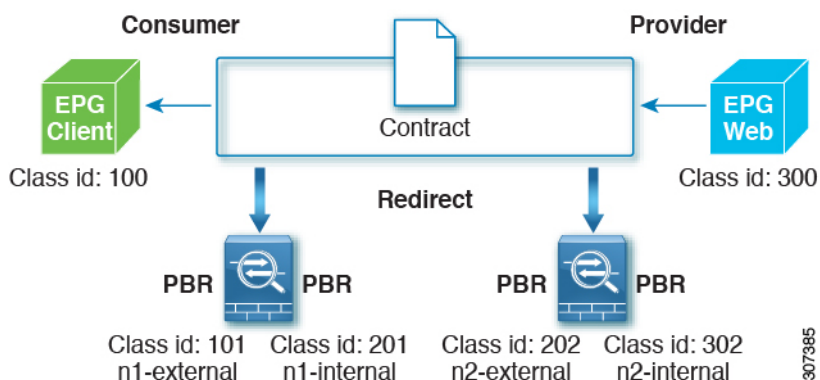 Consumer
Provider
EPG
Client
Contract
EPG
Web
Class id: 100
Class id: 300
Redirect
PBR
PBR
PBR
PBR
Class id: 101
n1-external
Class id: 201
n1-internal
Class id: 202
n2-external
Class id: 302
n2-internal
307385